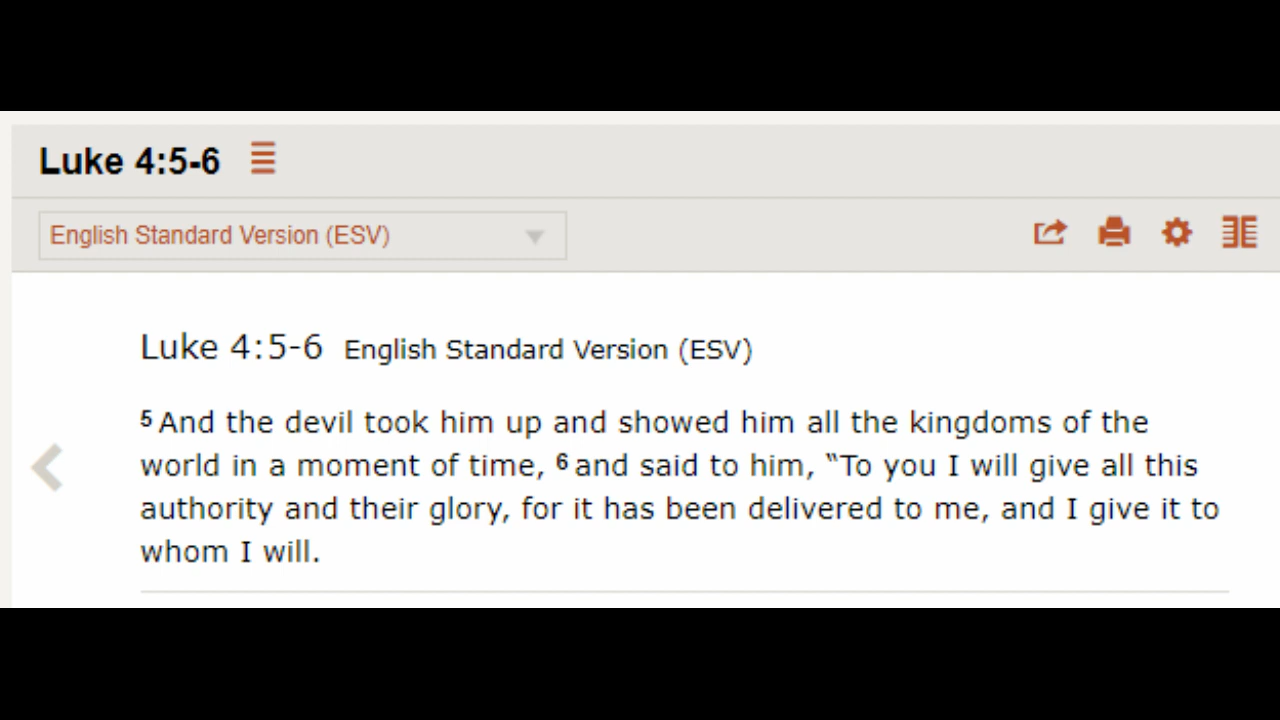 Luke 4:5-6
English Standard Version (ESV)
Luke 4:5-6 English Standard Version (ESV)
5 And the devil took him up and showed him all the kingdoms of the
world in a moment of time, 6 and said to him, “To you I will give all this
authority and their glory, for it has been delivered to me, and I give it to
whom I will.